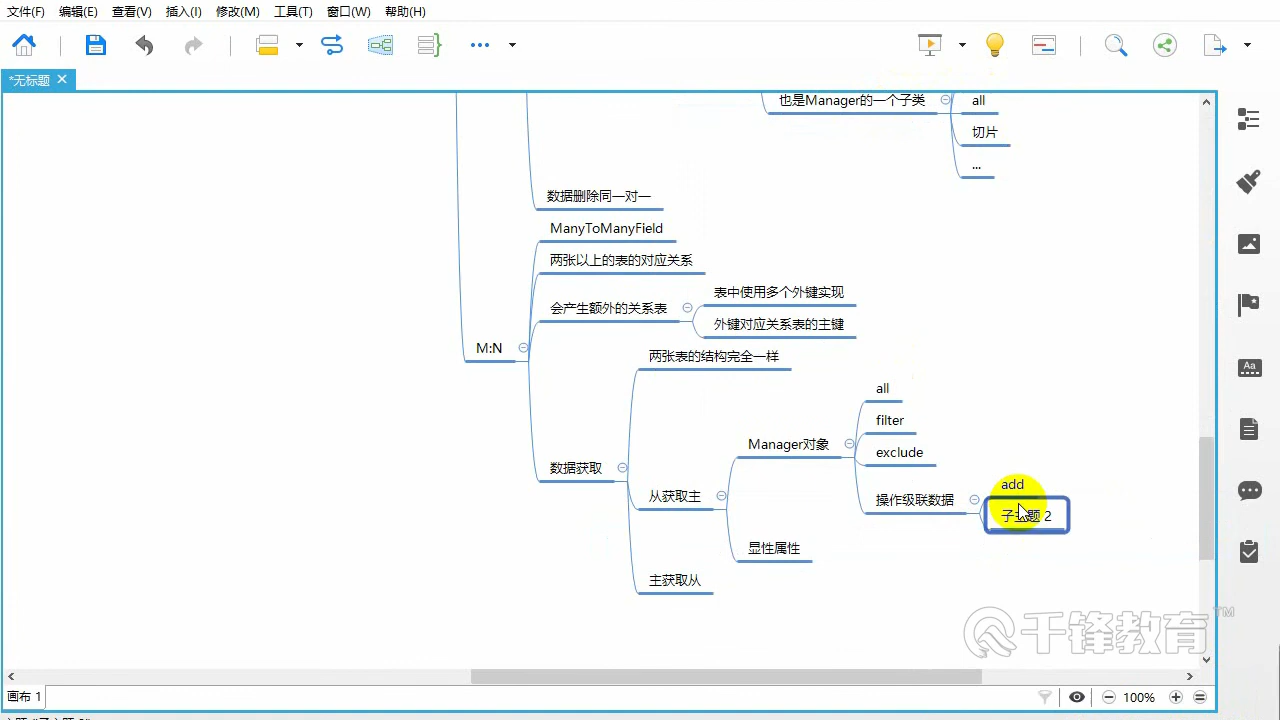 文件(F) 编辑(E) 查看(V) 插入(I) 修改(M) 工具(T) 窗口(W) 帮助(H)
*无标题
也是Manager的一个子类
all
切片
...
数据删除同一对一
ManyToManyField
两张以上的表的对应关系
会产生额外的关系表
表中使用多个外键实现
外键对应关系表的主键
M:N
两张表的结构完全一样
数据获取
all
filter
exclude
Manager对象
从获取主
操作级联数据
add
子主题 2
显性属性
主获取从
Aa
千锋教育 TM
画布 1
100%